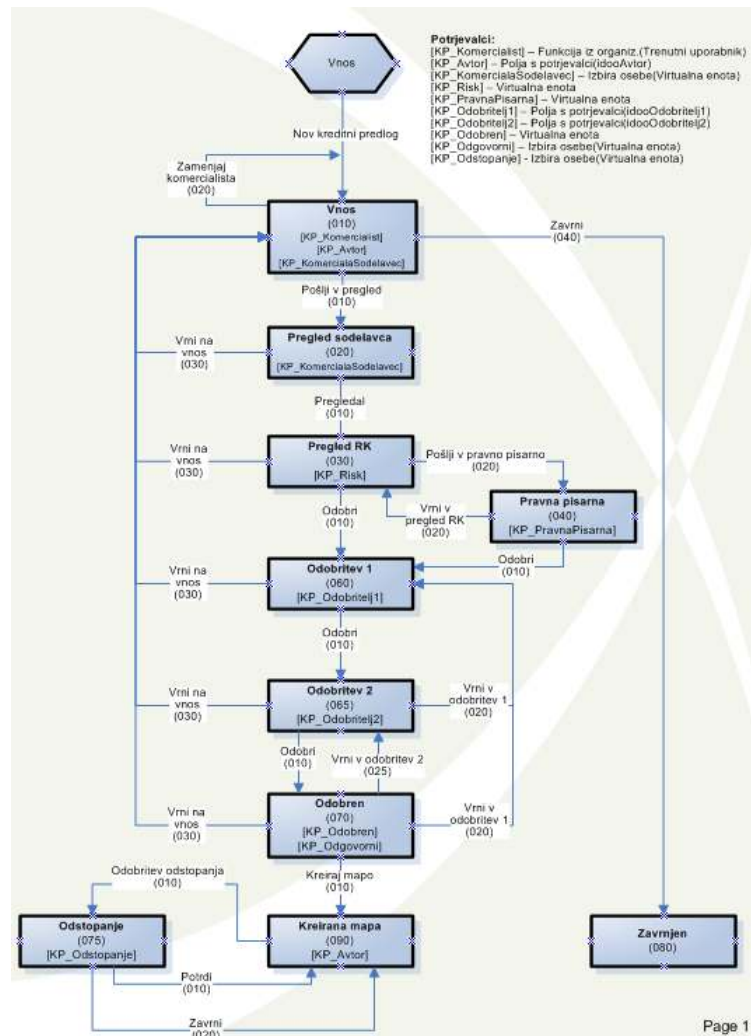 Potrjevalci:
[KP_Komercialist] – Funkcija iz organiz.(Trenutni uporabnik)
[KP_Avtor] – Polja s potrjevalci(idooAvtor)
[KP_KomercialaSodelavec] – Izbira osebe(Virtualna enota)
[KP_Risk] – Virtualna enota
[KP_PravnaPisarna] – Virtualna enota
[KP_Odobritelj1] – Polja s potrjevalci(idooOdobritelj1)
[KP_Odobritelj2] – Polja s potrjevalci(idooOdobritelj2)
[KP_Odobren] – Virtualna enota
[KP_Odgovorni] – Izbira osebe(Virtualna enota)
[KP_Odstopanje] - Izbira osebe(Virtualna enota)
Vnos
Nov kreditni predlog
Zamenjaj
komercialista
(020)
Vnos
(010)
[KP_Komercialist]
[KP_Avtor]
[KP_KomercialaSodelavec]
Zavrni
(040)
Pošlji v pregled
(010)
Pregled sodelavca
(020)
[KP_KomercialaSodelavec]
Vrni na
vnos
(030)
Pregledal
(010)
Pregled RK
(030)
[KP_Risk]
Vrni na
vnos
(030)
Pošlji v pravno pisarno
(020)
Pravna pisarna
(040)
[KP_PravnaPisarna]
Vrni v
pregled RK
(020)
Odobri
(010)
Odobri
(010)
Odobritev 1
(060)
[KP_Odobritelj1]
Vrni na
vnos
(030)
Odobri
(010)
Odobritev 2
(065)
[KP_Odobritelj2]
Vrni na
vnos
(030)
Vrni v
odobritev 1
(020)
Odobri
(010)
Vrni v odobritev 2
(025)
Odobren
(070)
[KP_Odobren]
[KP_Odgovorni]
Vrni na
vnos
(030)
Vrni v
odobritev 1
(020)
Kreiraj mapo
(010)
Odobritev odstopanja
(010)
Odstopanje
(075)
[KP_Odstopanje]
Kreirana mapa
(090)
[KP_Avtor]
Zavrnjen
(080)
Potrdi
(010)
Zavrni
(020)
Page 1